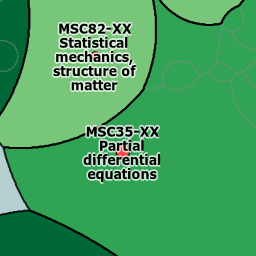 MSC82-XX
Statistical
mechanics,
structure of
matter
MSC35-XX
Partial
differential
equations